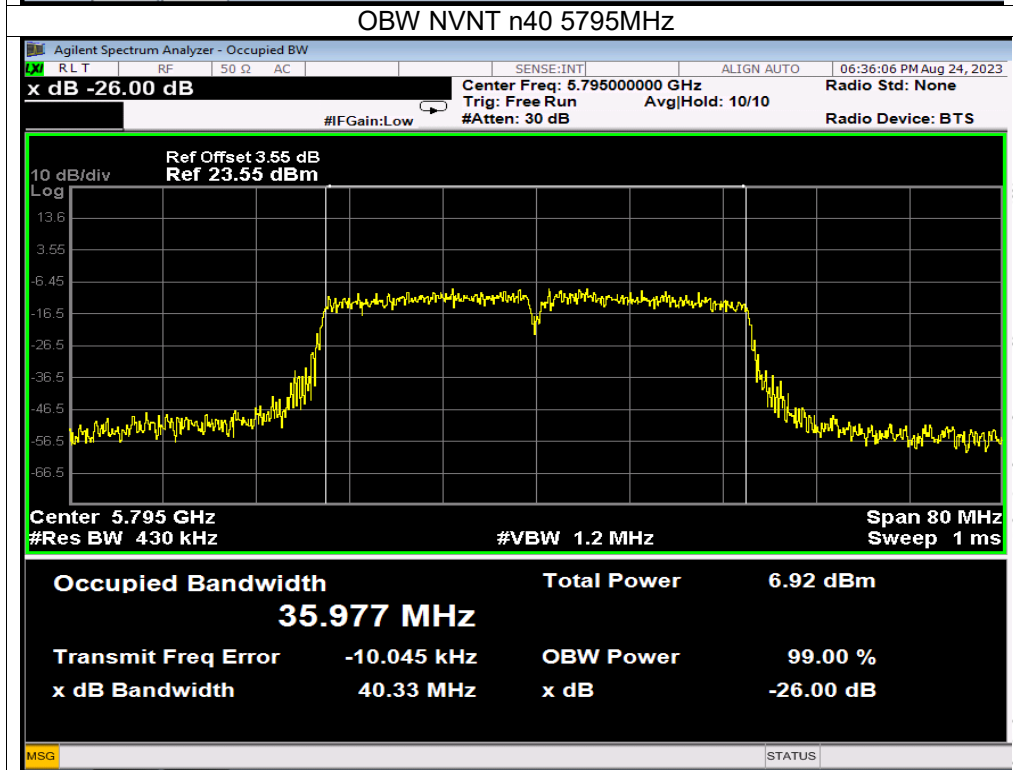 OBW NVNT n40 5795MHz
Agilent Spectrum Analyzer - Occupied BW
LXI RLT RF 50 Ω AC SENSE:INT ALIGN AUTO 06:36:06 PM Aug 24, 2023
x dB -26.00 dB Center Freq: 5.795000000 GHz Radio Std: None
Trig: Free Run Avg|Hold: 10/10
#IFGain:Low #Atten: 30 dB Radio Device: BTS
Ref Offset 3.55 dB
10 dB/div Ref 23.55 dBm
Log
13.6
3.55
-6.45
-16.5
-26.5
-36.5
-46.5
-56.5
-66.5
Center 5.795 GHz Span 80 MHz
#Res BW 430 kHz #VBW 1.2 MHz Sweep 1 ms
Occupied Bandwidth Total Power 6.92 dBm
35.977 MHz
Transmit Freq Error -10.045 kHz OBW Power 99.00 %
x dB Bandwidth 40.33 MHz x dB -26.00 dB
MSG STATUS